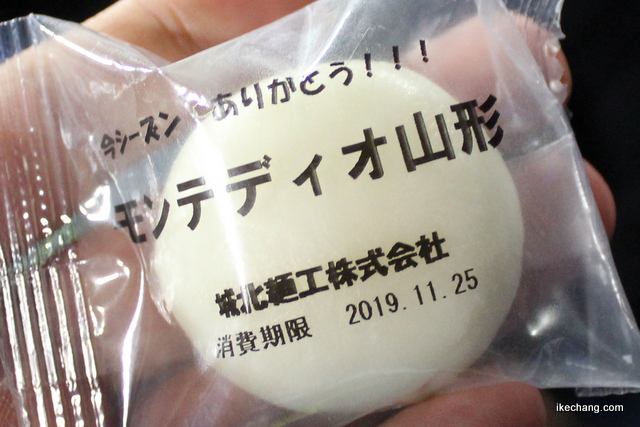 今シーズン ありがとう!!!
モンテディオ山形
城北麺工株式会社
消費期限 2019.11.25
ikechang.com